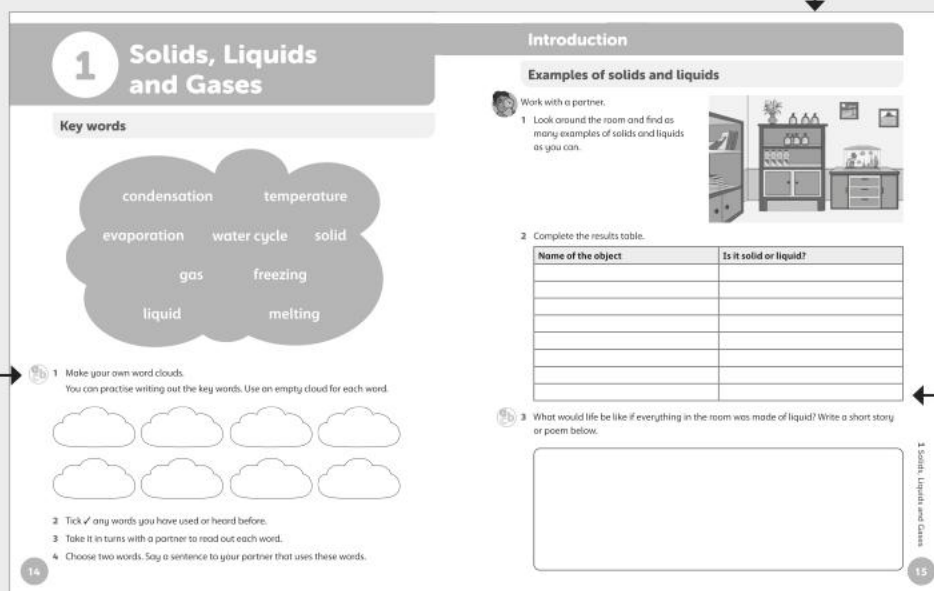 1
Solids, Liquids
and Gases
Key words
condensation temperature
evaporation water cycle solid
gas freezing
liquid melting
1 Make your own word clouds.
You can practise writing out the key words. Use an empty cloud for each word.
2 Tick ✓ any words you have used or heard before.
3 Take it in turns with a partner to read out each word.
4 Choose two words. Say a sentence to your partner that uses these words.
14
Introduction
Examples of solids and liquids
Work with a partner.
1 Look around the room and find as
many examples of solids and liquids
as you can.
2 Complete the results table.
Name of the object Is it solid or liquid?
3 What would life be like if everything in the room was made of liquid? Write a short story
or poem below.
1 Solids, Liquids and Gases
15